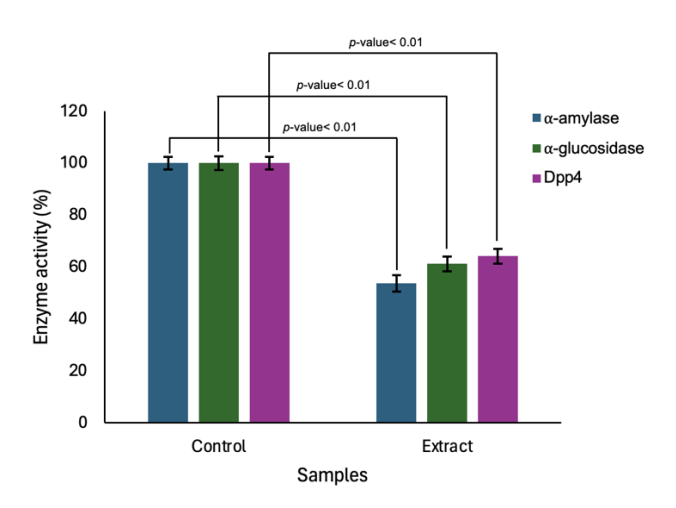 p-value< 0.01
p-value< 0.01
p-value< 0.01
120
100
80
60
40
20
0
Enzyme activity (%)
Control
Extract
Samples
α-amylase
α-glucosidase
Dpp4